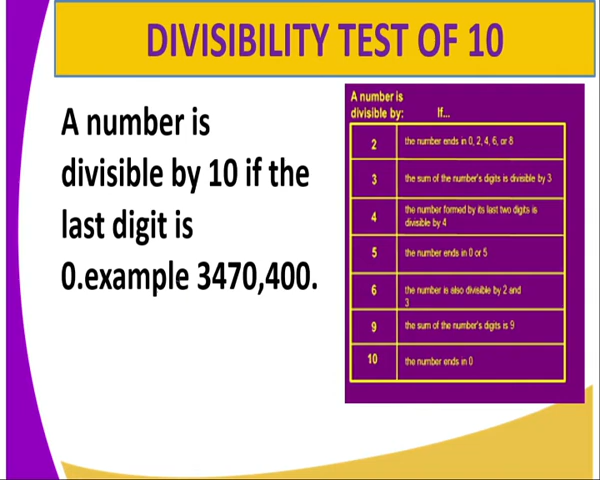 DIVISIBILITY TEST OF 10
A number is
divisible by 10 if the
last digit is
0.example 3470,400.
A number is
divisible by: If...
2 the number ends in 0, 2, 4, 6, or 8
3 the sum of the number's digits is divisible by 3
4 the number formed by its last two digits is
divisible by 4
5 the number ends in 0 or 5
6 the number is also divisible by 2 and
3
9 the sum of the number's digits is 9
10 the number ends in 0